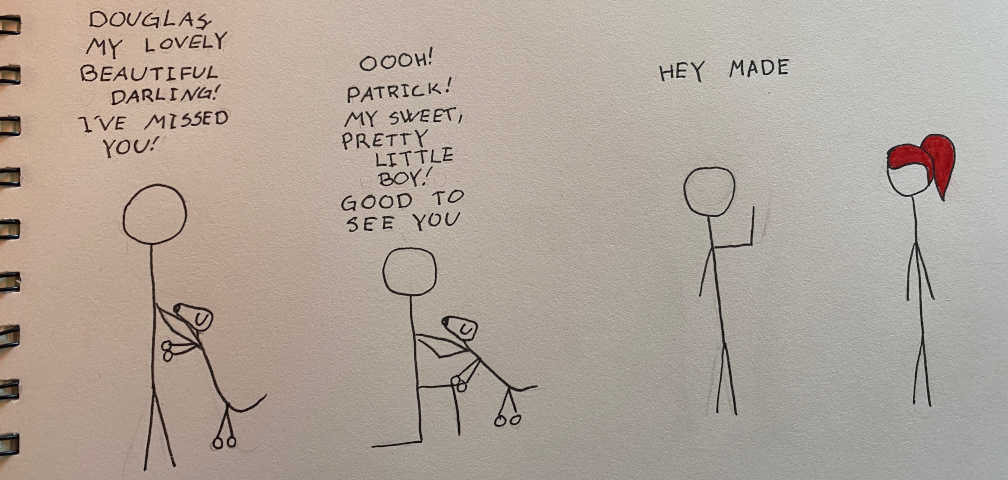 DOUGLAS
MY LOVELY
BEAUTIFUL
DARLING!
I'VE MISSED
YOU!
OOOH!
PATRICK!
MY SWEET,
PRETTY
LITTLE
BOY!
GOOD TO
SEE YOU
HEY MADE